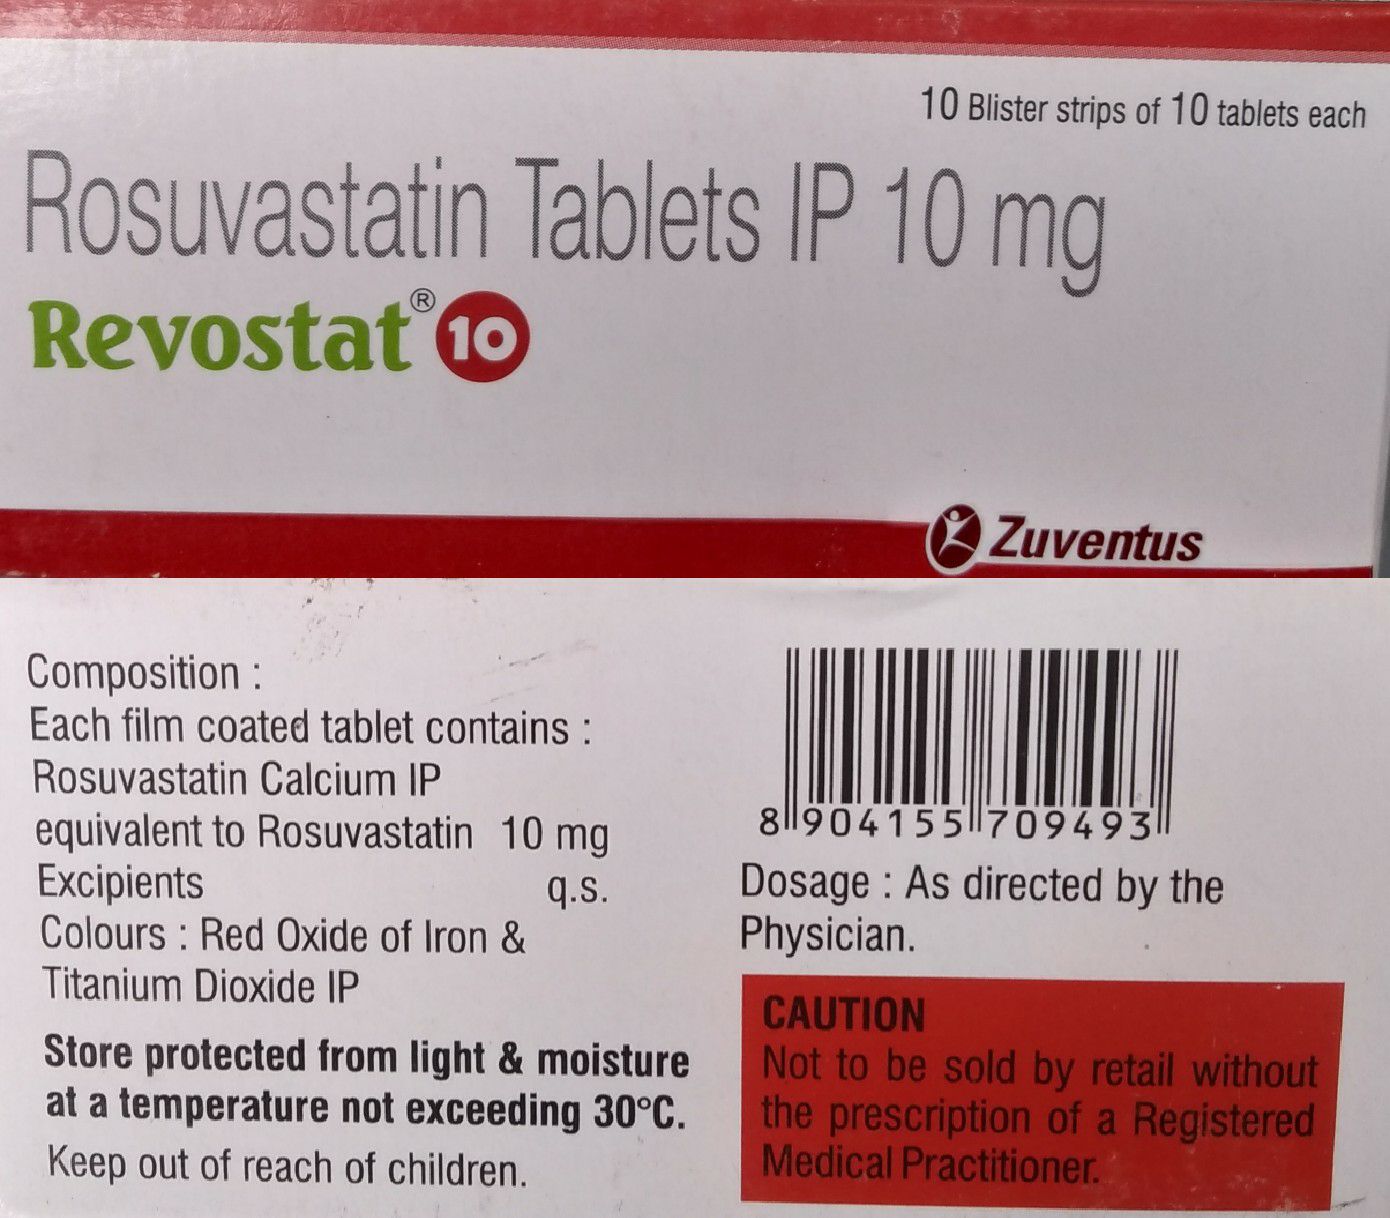 10 Blister strips of 10 tablets each
Rosuvastatin Tablets IP 10 mg
Revostat® 10
Zuventus
Composition :
Each film coated tablet contains :
Rosuvastatin Calcium IP
equivalent to Rosuvastatin 10 mg
Excipients q.s.
Colours : Red Oxide of Iron &
Titanium Dioxide IP
Store protected from light & moisture
at a temperature not exceeding 30°C.
Keep out of reach of children.
8 904155 709493
Dosage : As directed by the
Physician.
CAUTION
Not to be sold by retail without
the prescription of a Registered
Medical Practitioner.